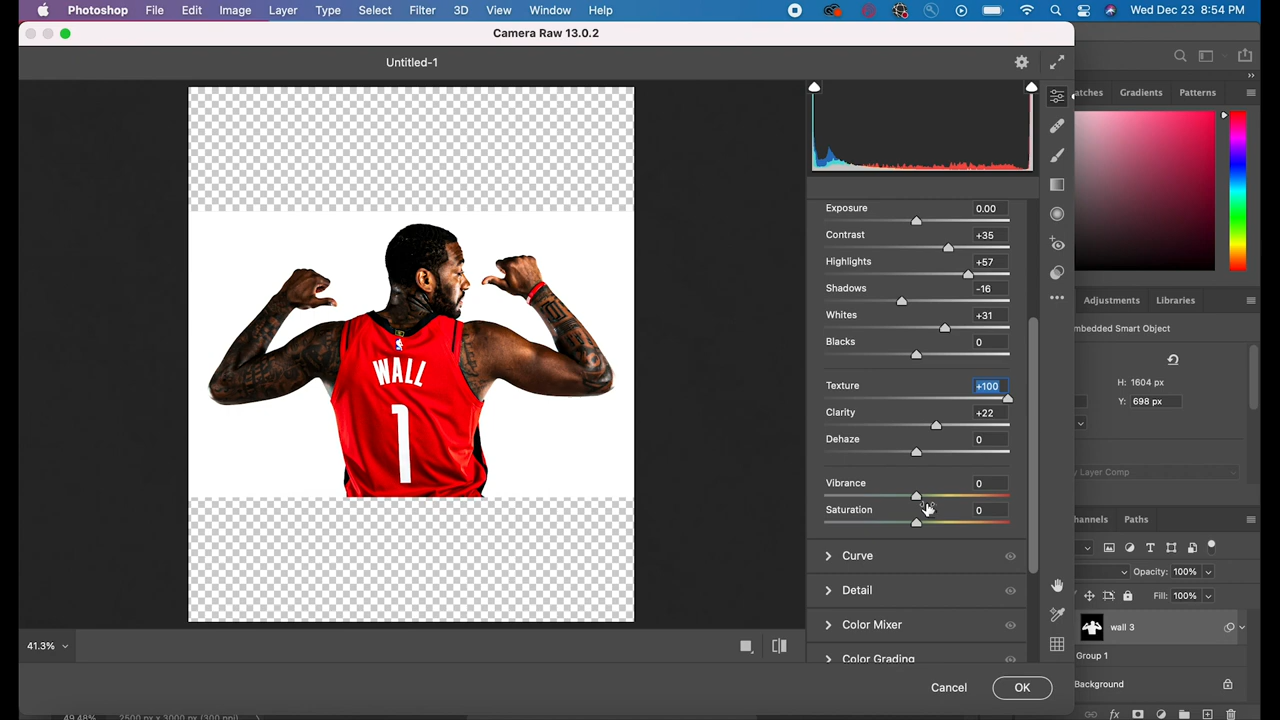 Photoshop File Edit Image Layer Type Select Filter 3D View Window Help Wed Dec 23 8:54 PM
Camera Raw 13.0.2
Untitled-1
atches Gradients Patterns
Exposure 0.00
Contrast +35
Highlights +57
Shadows -16
Whites +31
Blacks 0
Texture +100
Clarity +22
Dehaze 0
Vibrance 0
Saturation 0
Curve
Detail
Color Mixer
Color Grading
WALL
1
Adjustments Libraries
mbedded Smart Object
H: 1604 px
Y: 698 px
y Layer Comp
hannels Paths
Opacity: 100%
Fill: 100%
wall 3
Group 1
Background
41.3%
Cancel OK
49.48% 2500 px x 3000 px (300 ppi)
fx